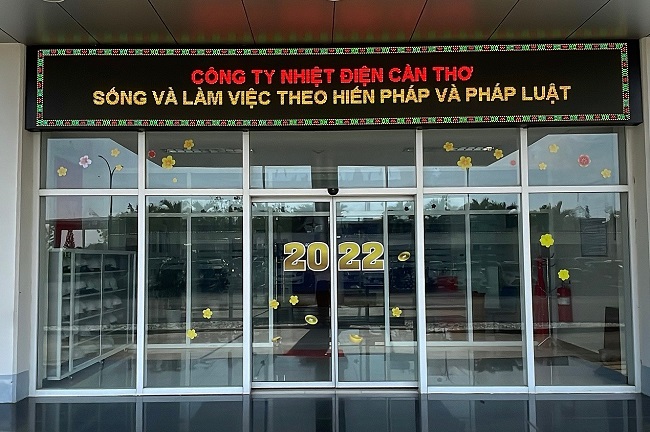 CÔNG TY NHIỆT ĐIỆN CẦN THƠ
SỐNG VÀ LÀM VIỆC THEO HIẾN PHÁP VÀ PHÁP LUẬT
2022